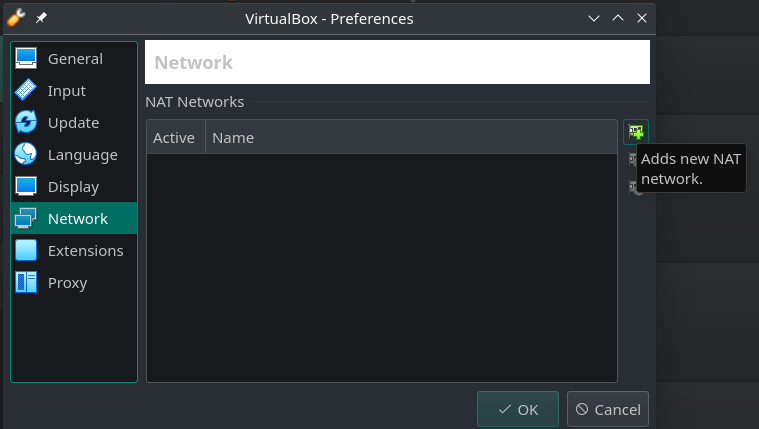 VirtualBox - Preferences
General
Input
Update
Language
Display
Network
Extensions
Proxy
Network
NAT Networks
Active Name
Adds new NAT
network.
OK Cancel